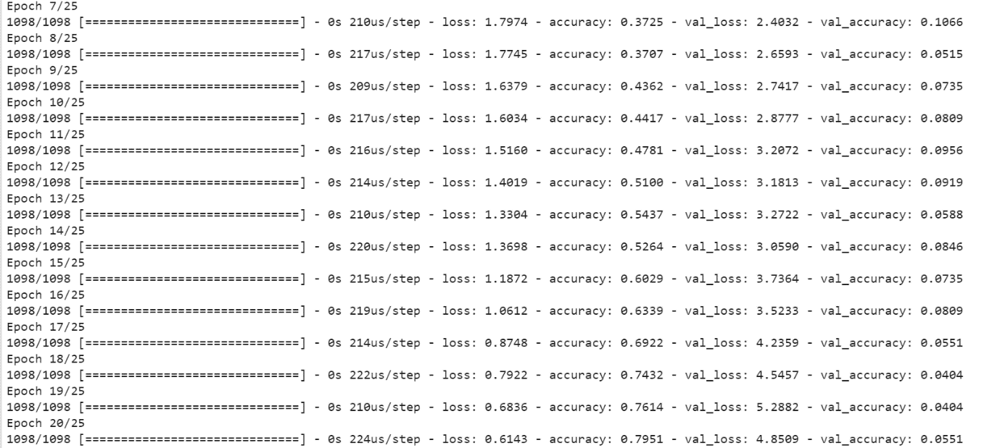 Epoch 7/25
1098/1098 [==============================] - 0s 210us/step - loss: 1.7974 - accuracy: 0.3725 - val_loss: 2.4032 - val_accuracy: 0.1066
Epoch 8/25
1098/1098 [==============================] - 0s 217us/step - loss: 1.7745 - accuracy: 0.3707 - val_loss: 2.6593 - val_accuracy: 0.0515
Epoch 9/25
1098/1098 [==============================] - 0s 209us/step - loss: 1.6379 - accuracy: 0.4362 - val_loss: 2.7417 - val_accuracy: 0.0735
Epoch 10/25
1098/1098 [==============================] - 0s 217us/step - loss: 1.6034 - accuracy: 0.4417 - val_loss: 2.8777 - val_accuracy: 0.0809
Epoch 11/25
1098/1098 [==============================] - 0s 216us/step - loss: 1.5160 - accuracy: 0.4781 - val_loss: 3.2072 - val_accuracy: 0.0956
Epoch 12/25
1098/1098 [==============================] - 0s 214us/step - loss: 1.4019 - accuracy: 0.5100 - val_loss: 3.1813 - val_accuracy: 0.0919
Epoch 13/25
1098/1098 [==============================] - 0s 210us/step - loss: 1.3304 - accuracy: 0.5437 - val_loss: 3.2722 - val_accuracy: 0.0588
Epoch 14/25
1098/1098 [==============================] - 0s 220us/step - loss: 1.3698 - accuracy: 0.5264 - val_loss: 3.0590 - val_accuracy: 0.0846
Epoch 15/25
1098/1098 [==============================] - 0s 215us/step - loss: 1.1872 - accuracy: 0.6029 - val_loss: 3.7364 - val_accuracy: 0.0735
Epoch 16/25
1098/1098 [==============================] - 0s 219us/step - loss: 1.0612 - accuracy: 0.6339 - val_loss: 3.5233 - val_accuracy: 0.0809
Epoch 17/25
1098/1098 [==============================] - 0s 214us/step - loss: 0.8748 - accuracy: 0.6922 - val_loss: 4.2359 - val_accuracy: 0.0551
Epoch 18/25
1098/1098 [==============================] - 0s 222us/step - loss: 0.7922 - accuracy: 0.7432 - val_loss: 4.5457 - val_accuracy: 0.0404
Epoch 19/25
1098/1098 [==============================] - 0s 210us/step - loss: 0.6836 - accuracy: 0.7614 - val_loss: 5.2882 - val_accuracy: 0.0404
Epoch 20/25
1098/1098 [==============================] - 0s 224us/step - loss: 0.6143 - accuracy: 0.7951 - val_loss: 4.8509 - val_accuracy: 0.0551